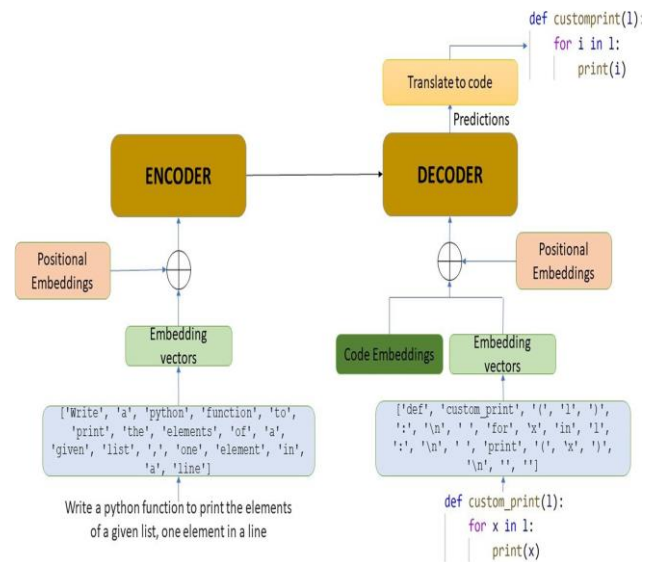 def customprint(l):
for i in l:
print(i)
Translate to code
Predictions
ENCODER
DECODER
Positional
Embeddings
Positional
Embeddings
Embedding
vectors
Code Embeddings
Embedding
vectors
['Write', 'a', 'python', 'function', 'to',
'print', 'the', 'elements', 'of', 'a',
'given', 'list', ',', 'one', 'element', 'in',
'a', 'line']
['def', 'custom_print', '(', 'l', ')',
':', '\n', ' ', 'for', 'x', 'in', 'l',
':', '\n', ' ', 'print', '(', 'x', ')',
'\n', '', '']
Write a python function to print the elements
of a given list, one element in a line
def custom_print(l):
for x in l:
print(x)